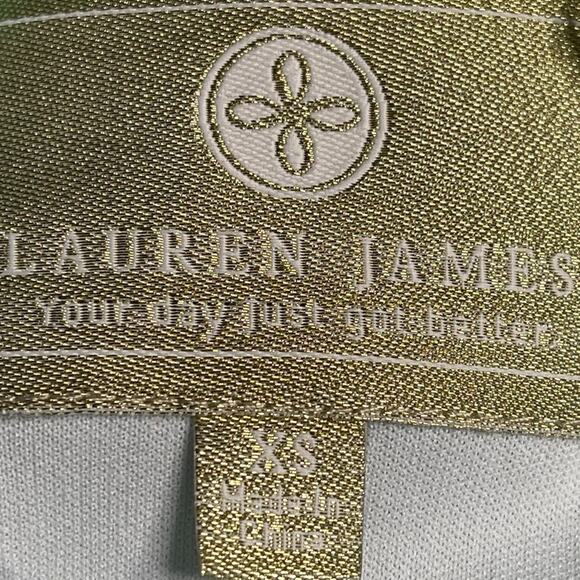 LAUREN JAMES
Your day just got better.
XS
Made In
China